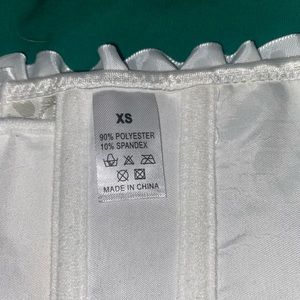 XS
90% POLYESTER
10% SPANDEX
MADE IN CHINA